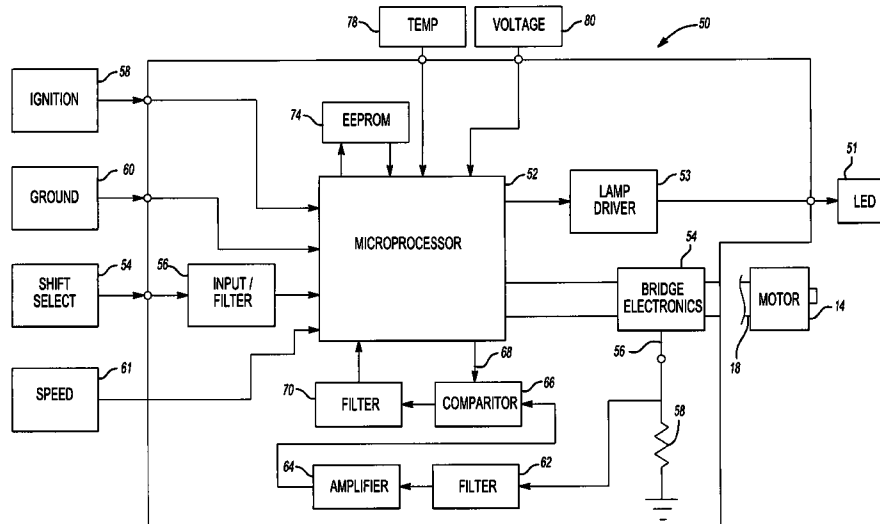 78
TEMP
VOLTAGE
80
50
58
IGNITION
74
EEPROM
60
GROUND
52
MICROPROCESSOR
53
LAMP
DRIVER
51
LED
54
SHIFT
SELECT
56
INPUT /
FILTER
54
BRIDGE
ELECTRONICS
MOTOR
14
18
56
61
SPEED
68
70
FILTER
66
COMPARITOR
58
64
AMPLIFIER
62
FILTER